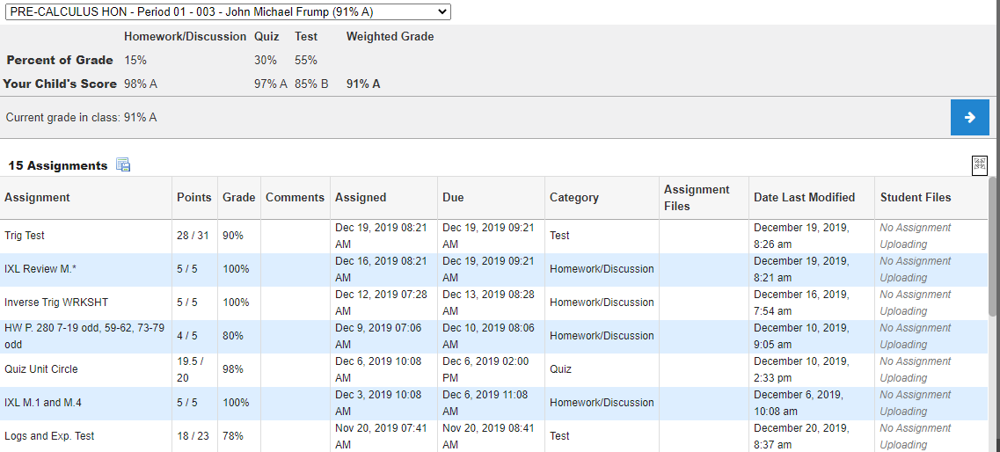 PRE-CALCULUS HON - Period 01 - 003 - John Michael Frump (91% A)
Homework/Discussion Quiz Test Weighted Grade
Percent of Grade 15% 30% 55%
Your Child's Score 98% A 97% A 85% B 91% A
Current grade in class: 91% A
15 Assignments
Assignment Points Grade Comments Assigned Due Category Assignment Files Date Last Modified Student Files
Trig Test 28 / 31 90% Dec 19, 2019 08:21 AM Dec 19, 2019 09:21 AM Test December 19, 2019, 8:26 am No Assignment Uploading
IXL Review M.* 5 / 5 100% Dec 16, 2019 08:21 AM Dec 19, 2019 09:21 AM Homework/Discussion December 19, 2019, 8:21 am No Assignment Uploading
Inverse Trig WRKSHT 5 / 5 100% Dec 12, 2019 07:28 AM Dec 13, 2019 08:28 AM Homework/Discussion December 16, 2019, 7:54 am No Assignment Uploading
HW P. 280 7-19 odd, 59-62, 73-79 odd 4 / 5 80% Dec 9, 2019 07:06 AM Dec 10, 2019 08:06 AM Homework/Discussion December 10, 2019, 9:05 am No Assignment Uploading
Quiz Unit Circle 19.5 / 20 98% Dec 6, 2019 10:08 AM Dec 6, 2019 02:00 PM Quiz December 10, 2019, 2:33 pm No Assignment Uploading
IXL M.1 and M.4 5 / 5 100% Dec 3, 2019 10:08 AM Dec 6, 2019 11:08 AM Homework/Discussion December 6, 2019, 10:08 am No Assignment Uploading
Logs and Exp. Test 18 / 23 78% Nov 20, 2019 07:41 AM Nov 20, 2019 08:41 AM Test December 20, 2019, 8:37 am No Assignment Uploading